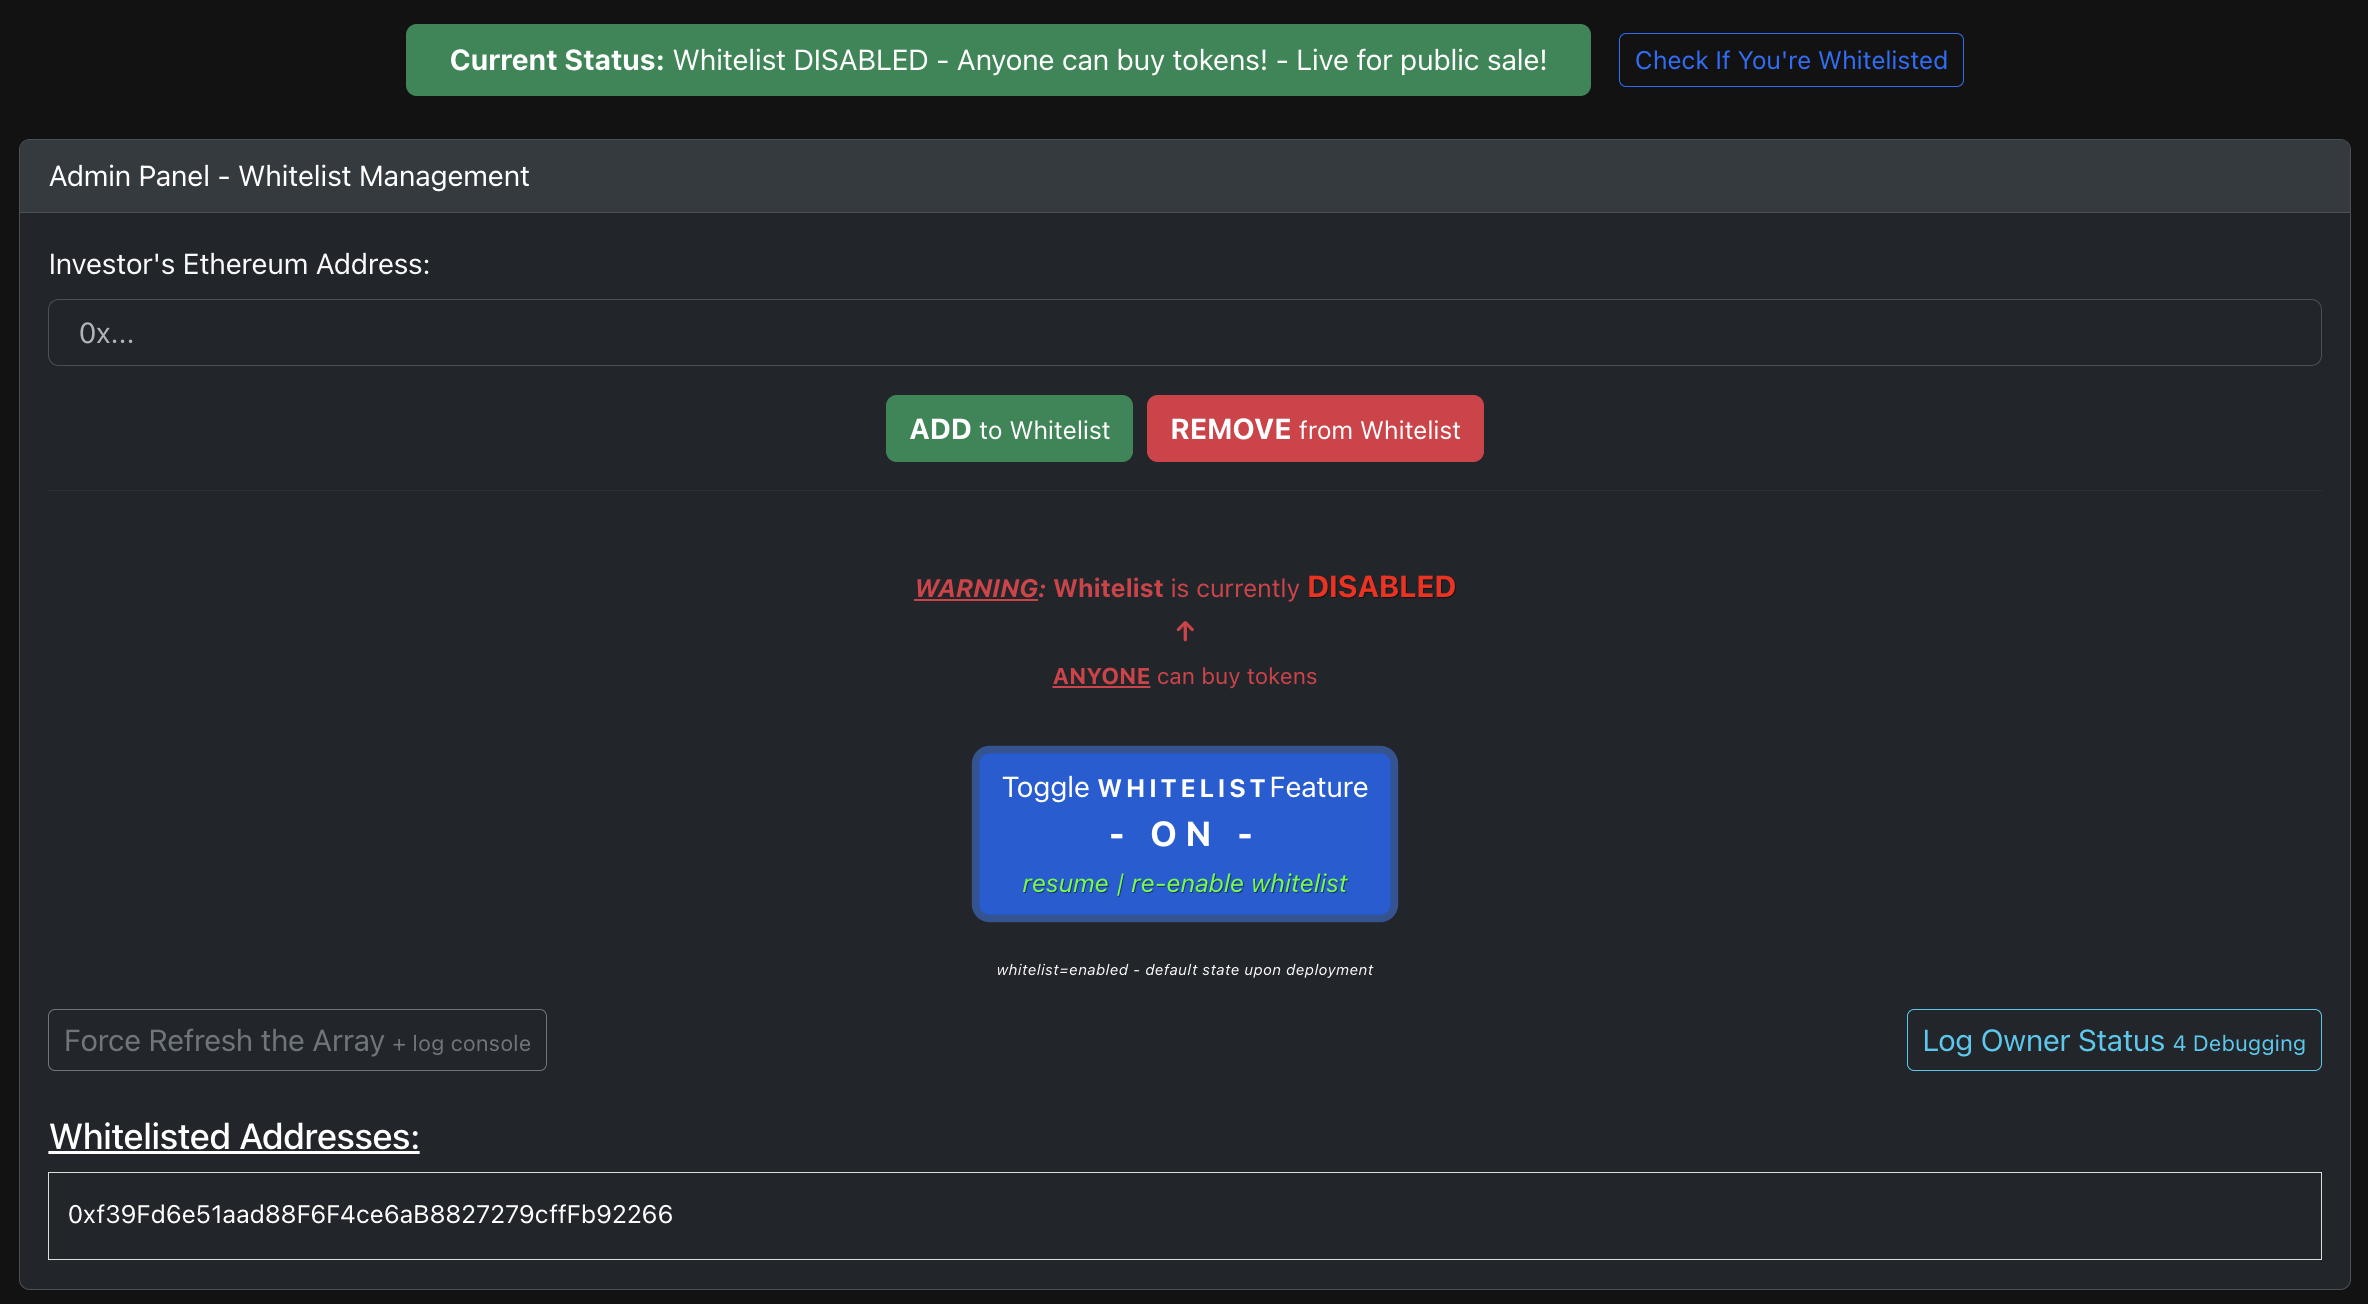 Current Status: Whitelist DISABLED - Anyone can buy tokens! - Live for public sale!
Check If You're Whitelisted
Admin Panel - Whitelist Management
Investor's Ethereum Address:
0x...
ADD to Whitelist
REMOVE from Whitelist
WARNING: Whitelist is currently DISABLED
↑
ANYONE can buy tokens
Toggle WHITELIST Feature
- ON -
resume | re-enable whitelist
whitelist=enabled - default state upon deployment
Force Refresh the Array + log console
Log Owner Status 4 Debugging
Whitelisted Addresses:
0xf39Fd6e51aad88F6F4ce6aB8827279cffFb92266